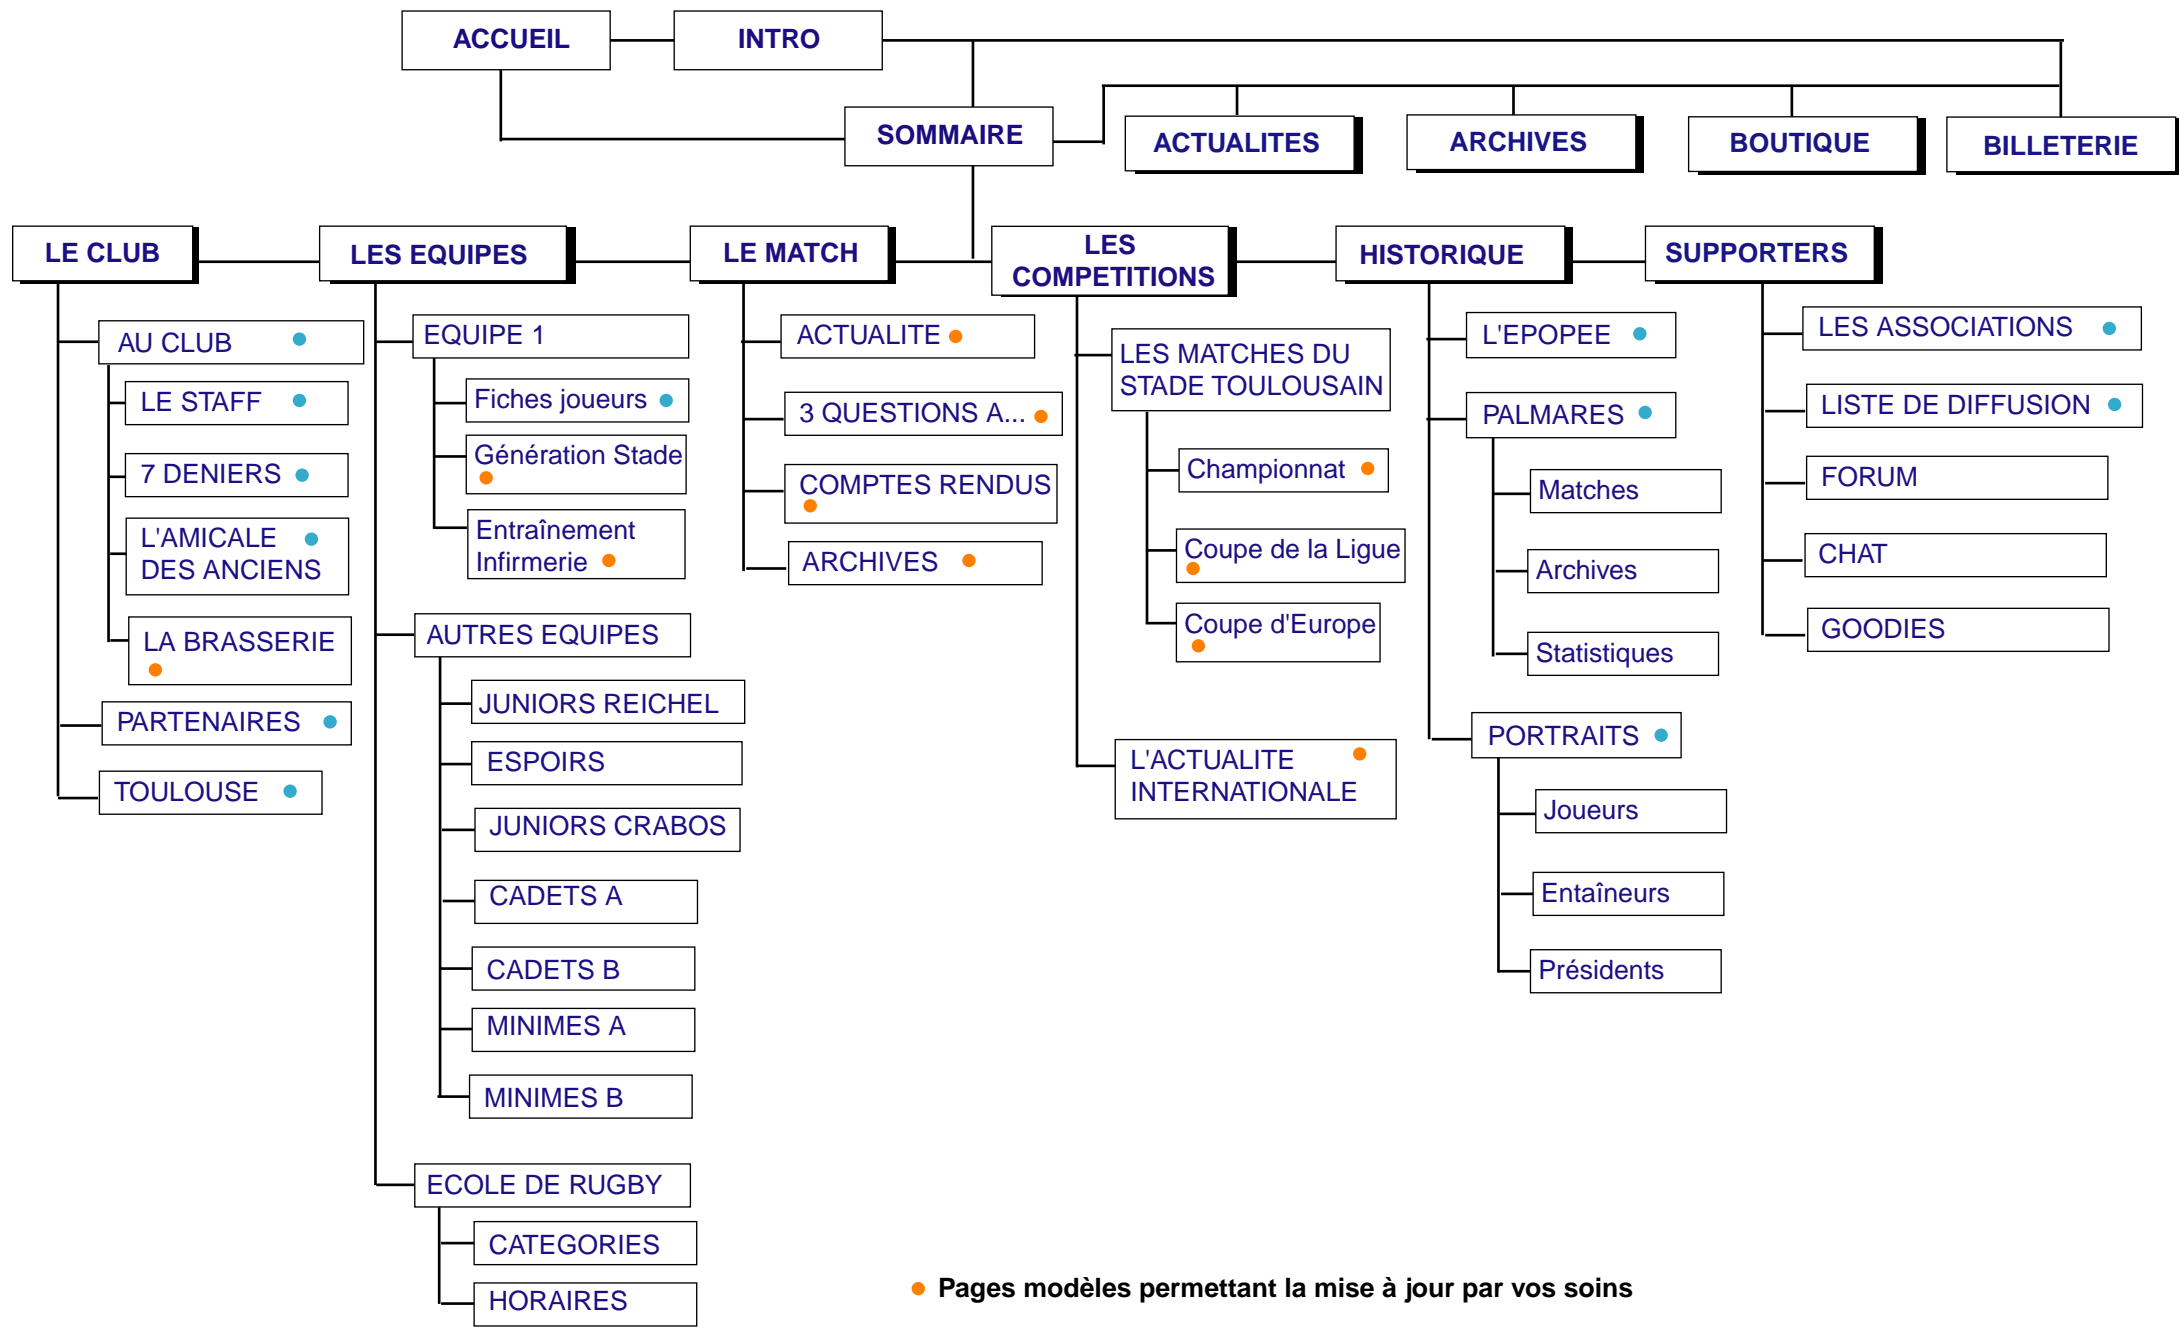 ACCUEIL
INTRO
SOMMAIRE
ACTUALITES
ARCHIVES
BOUTIQUE
BILLETERIE
LE CLUB
AU CLUB
LE STAFF
7 DENIERS
L'AMICALE
DES ANCIENS
LA BRASSERIE
PARTENAIRES
TOULOUSE
LES EQUIPES
EQUIPE 1
Fiches joueurs
Génération Stade
Entraînement
Infirmerie
AUTRES EQUIPES
JUNIORS REICHEL
ESPOIRS
JUNIORS CRABOS
CADETS A
CADETS B
MINIMES A
MINIMES B
ECOLE DE RUGBY
CATEGORIES
HORAIRES
LE MATCH
ACTUALITE
3 QUESTIONS A...
COMPTES RENDUS
ARCHIVES
LES
COMPETITIONS
LES MATCHES DU
STADE TOULOUSAIN
Championnat
Coupe de la Ligue
Coupe d'Europe
L'ACTUALITE
INTERNATIONALE
HISTORIQUE
L'EPOPEE
PALMARES
Matches
Archives
Statistiques
PORTRAITS
Joueurs
Entaîneurs
Présidents
SUPPORTERS
LES ASSOCIATIONS
LISTE DE DIFFUSION
FORUM
CHAT
GOODIES
Pages modèles permettant la mise à jour par vos soins